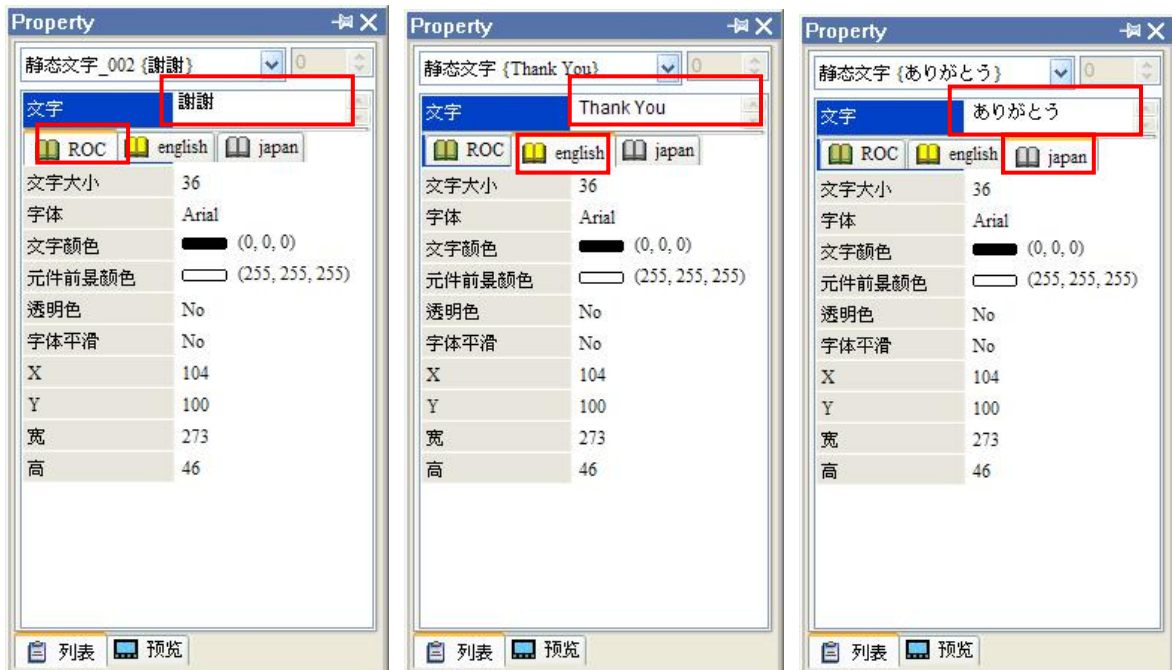 Property
静态文字_002 {謝謝}
0
文字
謝謝
ROC
english
japan
文字大小
36
字体
Arial
文字颜色
(0, 0, 0)
元件前景颜色
(255, 255, 255)
透明色
No
字体平滑
No
X
104
Y
100
宽
273
高
46
列表
预览
Property
静态文字 {Thank You}
0
文字
Thank You
ROC
english
japan
文字大小
36
字体
Arial
文字颜色
(0, 0, 0)
元件前景颜色
(255, 255, 255)
透明色
No
字体平滑
No
X
104
Y
100
宽
273
高
46
列表
预览
Property
静态文字 {ありがとう}
0
文字
ありがとう
ROC
english
japan
文字大小
36
字体
Arial
文字颜色
(0, 0, 0)
元件前景颜色
(255, 255, 255)
透明色
No
字体平滑
No
X
104
Y
100
宽
273
高
46
列表
预览